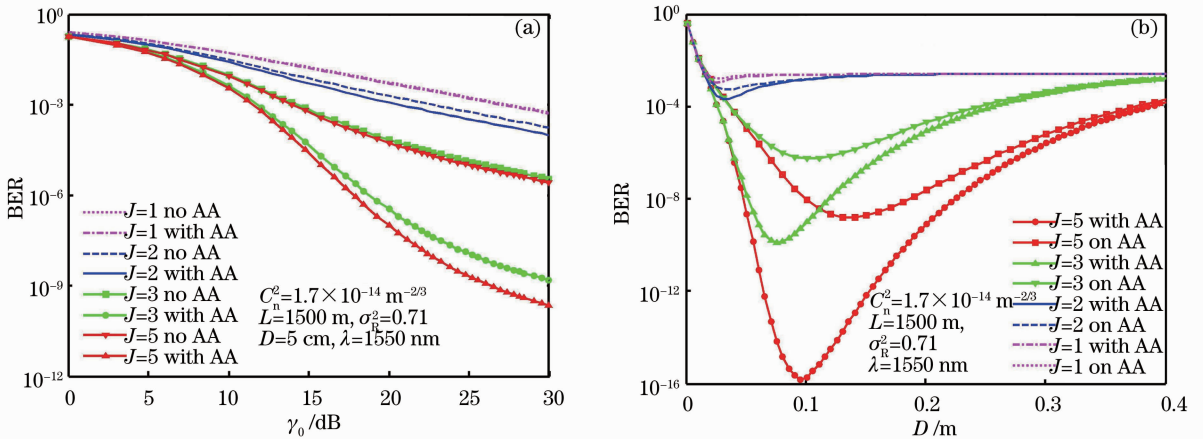 10^0
10^-3
10^-6
10^-9
10^-12
BER
(a)
J=1 no AA
J=1 with AA
J=2 no AA
J=2 with AA
J=3 no AA
J=3 with AA
J=5 no AA
J=5 with AA
C_n^2=1.7×10^-14 m^-2/3
L=1500 m, σ_R^2=0.71
D=5 cm, λ=1550 nm
0 5 10 15 20 25 30
γ_0 /dB
10^0
10^-4
10^-8
10^-12
10^-16
BER
(b)
J=5 with AA
J=5 on AA
J=3 with AA
J=3 on AA
J=2 with AA
J=2 on AA
J=1 with AA
J=1 on AA
C_n^2=1.7×10^-14 m^-2/3
L=1500 m,
σ_R^2=0.71
λ=1550 nm
0 0.1 0.2 0.3 0.4
D /m